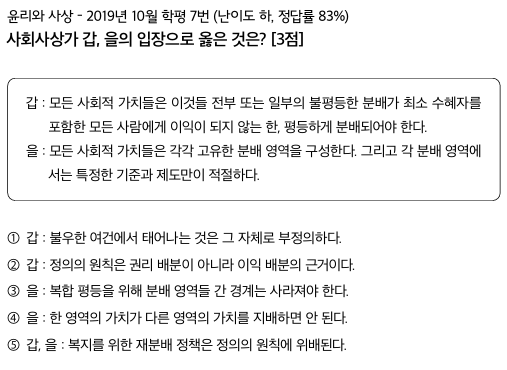 윤리와 사상 - 2019년 10월 학평 7번 (난이도 하, 정답률 83%)
사회사상가 갑, 을의 입장으로 옳은 것은? [3점]
갑 : 모든 사회적 가치들은 이것들 전부 또는 일부의 불평등한 분배가 최소 수혜자를
포함한 모든 사람에게 이익이 되지 않는 한, 평등하게 분배되어야 한다.
을 : 모든 사회적 가치들은 각각 고유한 분배 영역을 구성한다. 그리고 각 분배 영역에
서는 특정한 기준과 제도만이 적절하다.
① 갑 : 불우한 여건에서 태어나는 것은 그 자체로 부정의하다.
② 갑 : 정의의 원칙은 권리 배분이 아니라 이익 배분의 근거이다.
③ 을 : 복합 평등을 위해 분배 영역들 간 경계는 사라져야 한다.
④ 을 : 한 영역의 가치가 다른 영역의 가치를 지배하면 안 된다.
⑤ 갑, 을 : 복지를 위한 재분배 정책은 정의의 원칙에 위배된다.